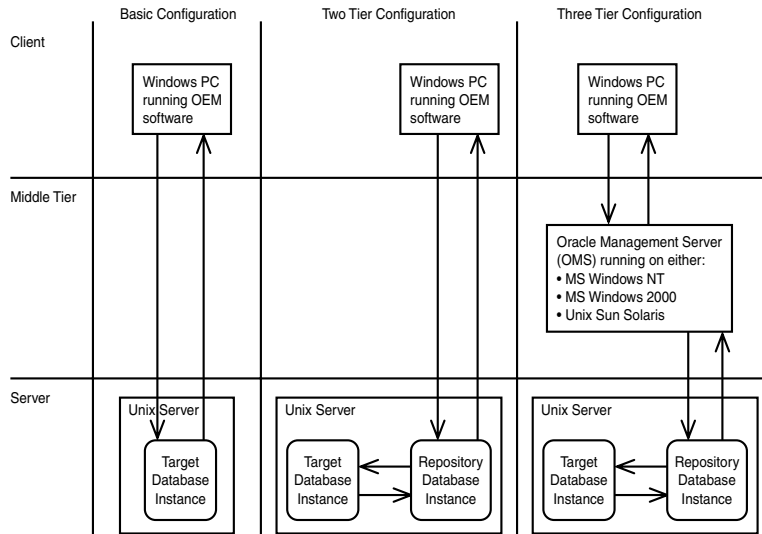 Basic Configuration
Two Tier Configuration
Three Tier Configuration
Client
Windows PC
running OEM
software
Windows PC
running OEM
software
Windows PC
running OEM
software
Middle Tier
Oracle Management Server
(OMS) running on either:
• MS Windows NT
• MS Windows 2000
• Unix Sun Solaris
Server
Unix Server
Target
Database
Instance
Unix Server
Target
Database
Instance
Repository
Database
Instance
Unix Server
Target
Database
Instance
Repository
Database
Instance